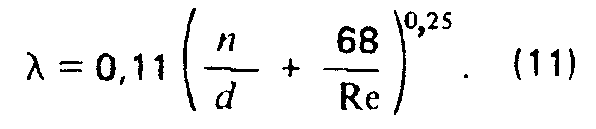 λ = 0,11 ( n/d + 68/Re )^0,25 . (11)